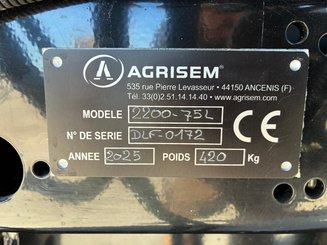 AGRISEM®
535 rue Pierre Levasseur • 44150 ANCENIS (F)
Tél. 33(0)2.51.14.14.40 • www.agrisem.com
MODELE 2200-75L
N° DE SERIE DLF-0172
CE
ANNEE 2025 POIDS 420 Kg